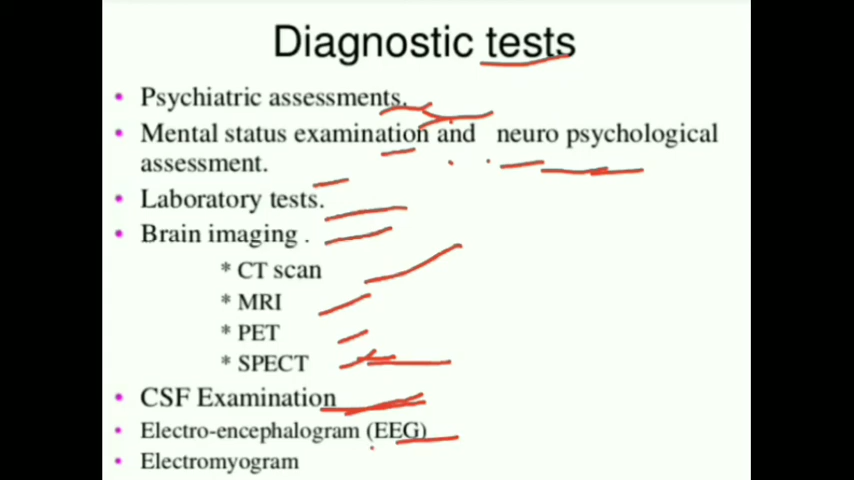 Diagnostic tests
• Psychiatric assessments.
• Mental status examination and neuro psychological
assessment.
• Laboratory tests.
• Brain imaging .
* CT scan
* MRI
* PET
* SPECT
• CSF Examination
• Electro-encephalogram (EEG)
• Electromyogram